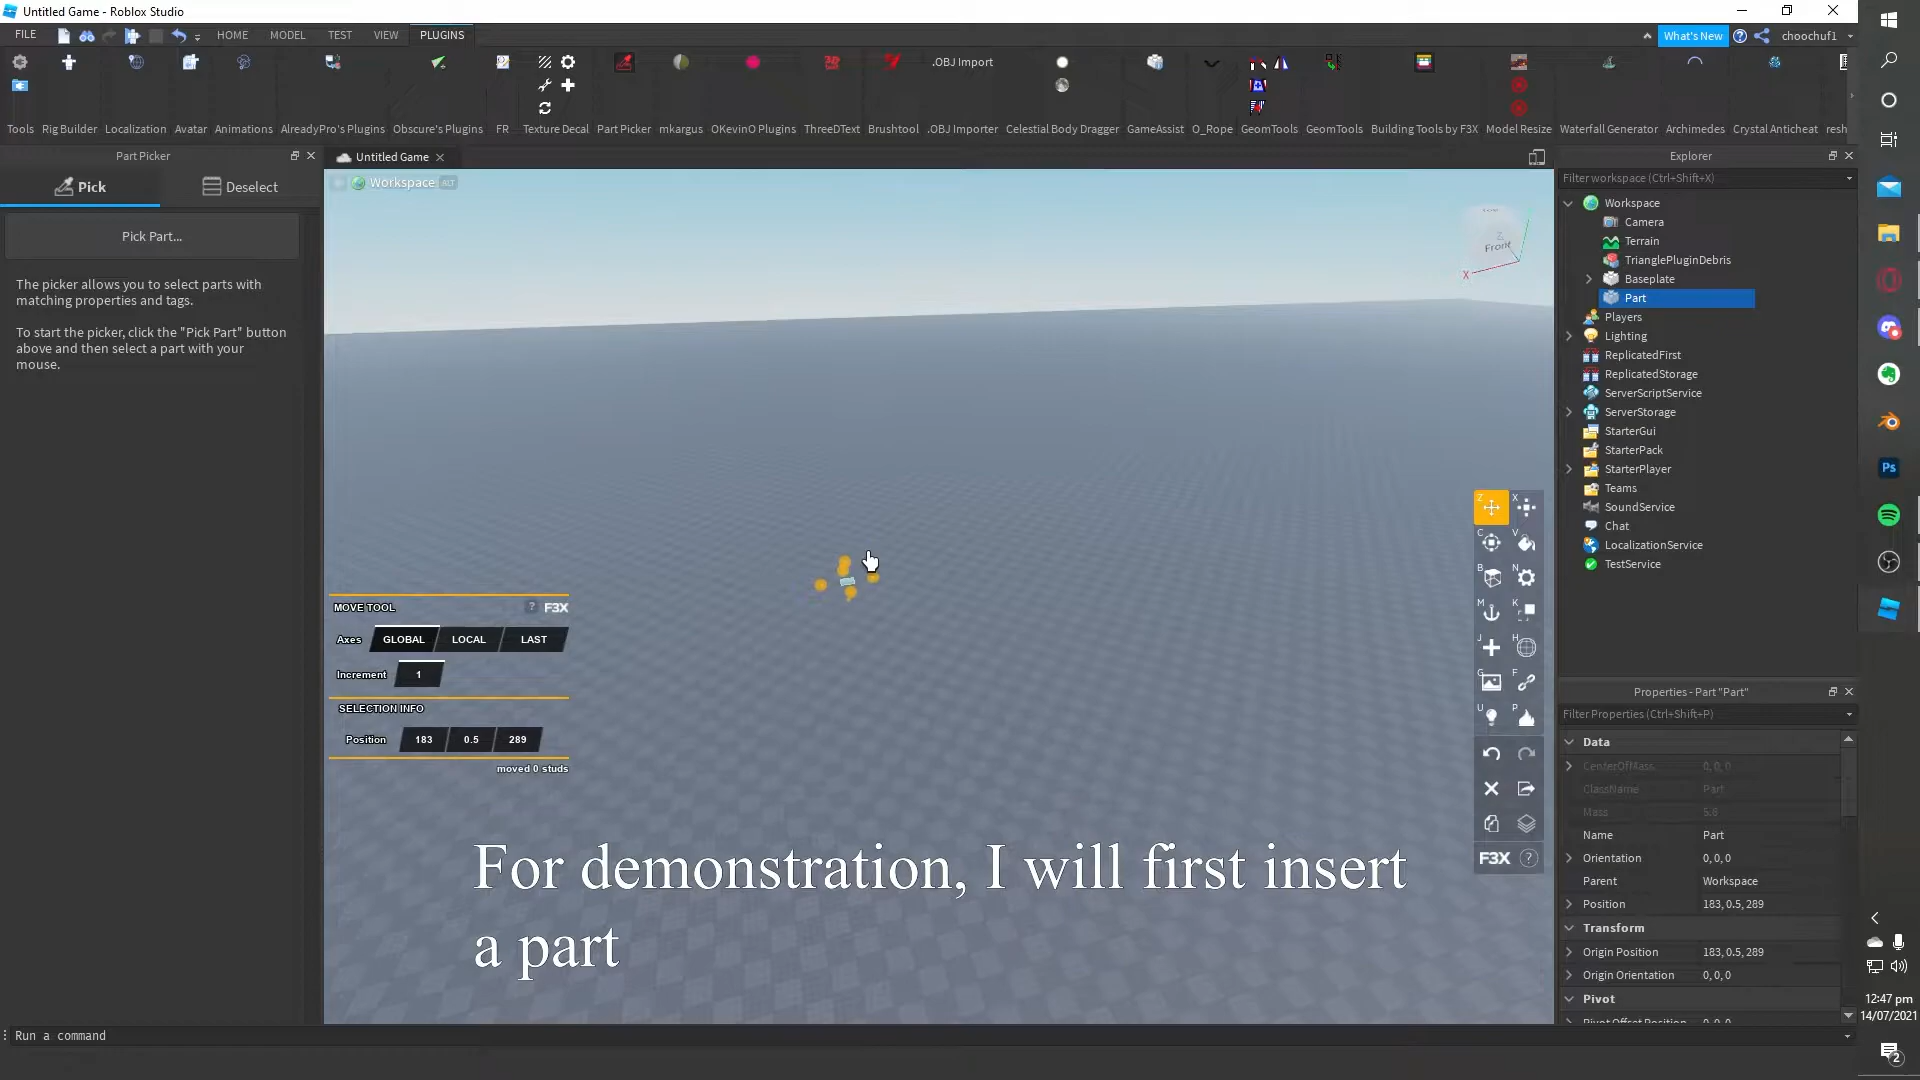 Untitled Game - Roblox Studio
FILE HOME MODEL TEST VIEW PLUGINS What's New choochuf1
.OBJ Import
Tools Rig Builder Localization Avatar Animations AlreadyPro's Plugins Obscure's Plugins FR Texture Decal Part Picker mkargus OKevinO Plugins ThreeDText Brushtool .OBJ Importer Celestial Body Dragger GameAssist O_Rope GeomTools GeomTools Building Tools by F3X Model Resize Waterfall Generator Archimedes Crystal Anticheat resh
Part Picker
Pick Deselect
Pick Part...
The picker allows you to select parts with
matching properties and tags.
To start the picker, click the "Pick Part" button
above and then select a part with your
mouse.
Untitled Game
Workspace ALT
Z
Front
X
MOVE TOOL ? F3X
Axes GLOBAL LOCAL LAST
Increment 1
SELECTION INFO
Position 183 0.5 289
moved 0 studs
Z X
C V
B N
M K
J H
G F
U P
F3X ?
For demonstration, I will first insert
a part
Explorer
Filter workspace (Ctrl+Shift+X)
Workspace
Camera
Terrain
TrianglePluginDebris
Baseplate
Part
Players
Lighting
ReplicatedFirst
ReplicatedStorage
ServerScriptService
ServerStorage
StarterGui
StarterPack
StarterPlayer
Teams
SoundService
Chat
LocalizationService
TestService
Properties - Part "Part"
Filter Properties (Ctrl+Shift+P)
Data
CenterOfMass 0, 0, 0
ClassName Part
Mass 5.6
Name Part
Orientation 0, 0, 0
Parent Workspace
Position 183, 0.5, 289
Transform
Origin Position 183, 0.5, 289
Origin Orientation 0, 0, 0
Pivot
Pivot Offset Position 0, 0, 0
Run a command
Ps
12:47 pm
14/07/2021
2